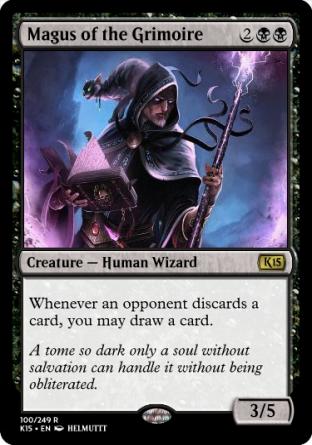 Magus of the Grimoire 2
K15
Creature — Human Wizard
Whenever an opponent discards
a card, you may draw a card.
A tome so dark only a soul without
salvation can handle it without being
obliterated.
3/5
100/249 R
K15 • EN HELMUTTT